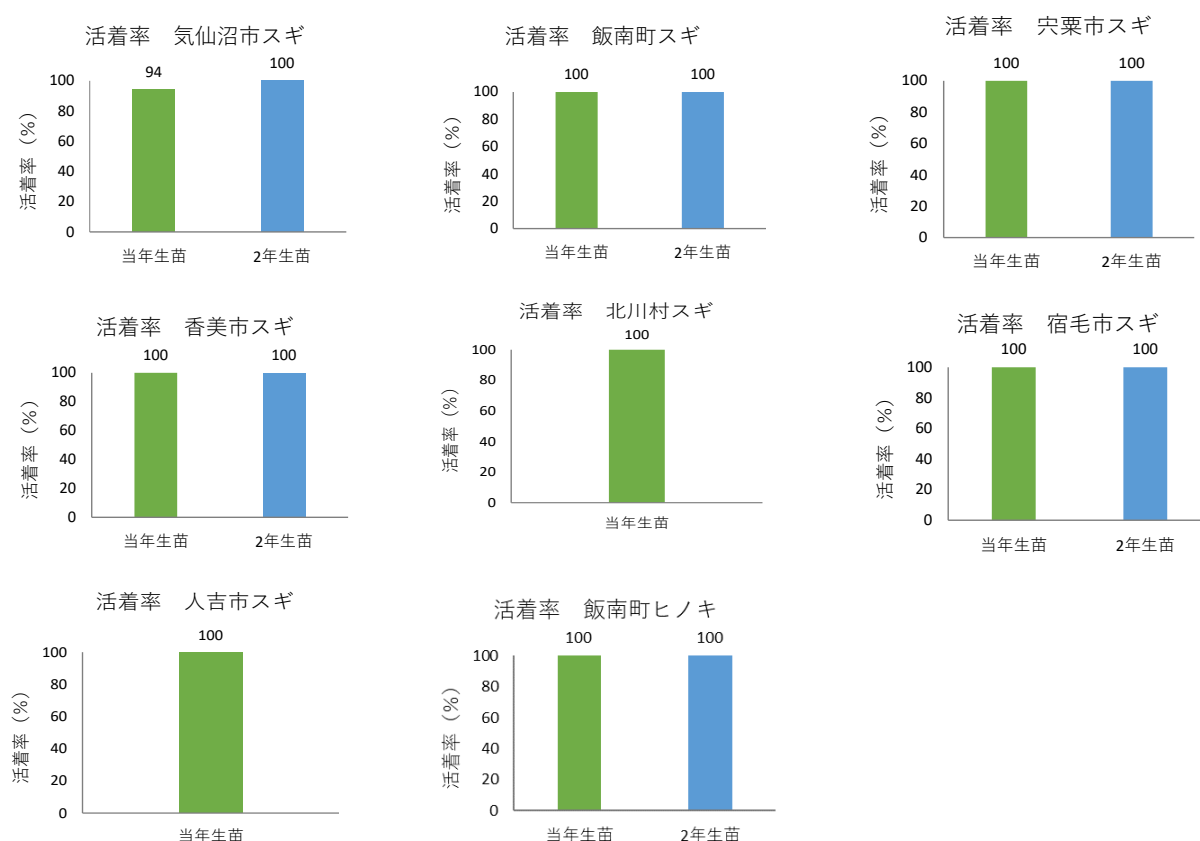 活着率　気仙沼市スギ
94
100
100
80
60
40
20
0
活着率（%）
当年生苗
2年生苗
活着率　飯南町スギ
100
100
100
80
60
40
20
0
活着率（%）
当年生苗
2年生苗
活着率　宍粟市スギ
100
100
100
80
60
40
20
0
活着率（%）
当年生苗
2年生苗
活着率　香美市スギ
100
100
100
80
60
40
20
0
活着率（%）
当年生苗
2年生苗
活着率　北川村スギ
100
100
80
60
40
20
0
活着率（%）
当年生苗
活着率　宿毛市スギ
100
100
100
80
60
40
20
0
活着率（%）
当年生苗
2年生苗
活着率　人吉市スギ
100
100
80
60
40
20
0
活着率（%）
当年生苗
活着率　飯南町ヒノキ
100
100
100
80
60
40
20
0
活着率（%）
当年生苗
2年生苗